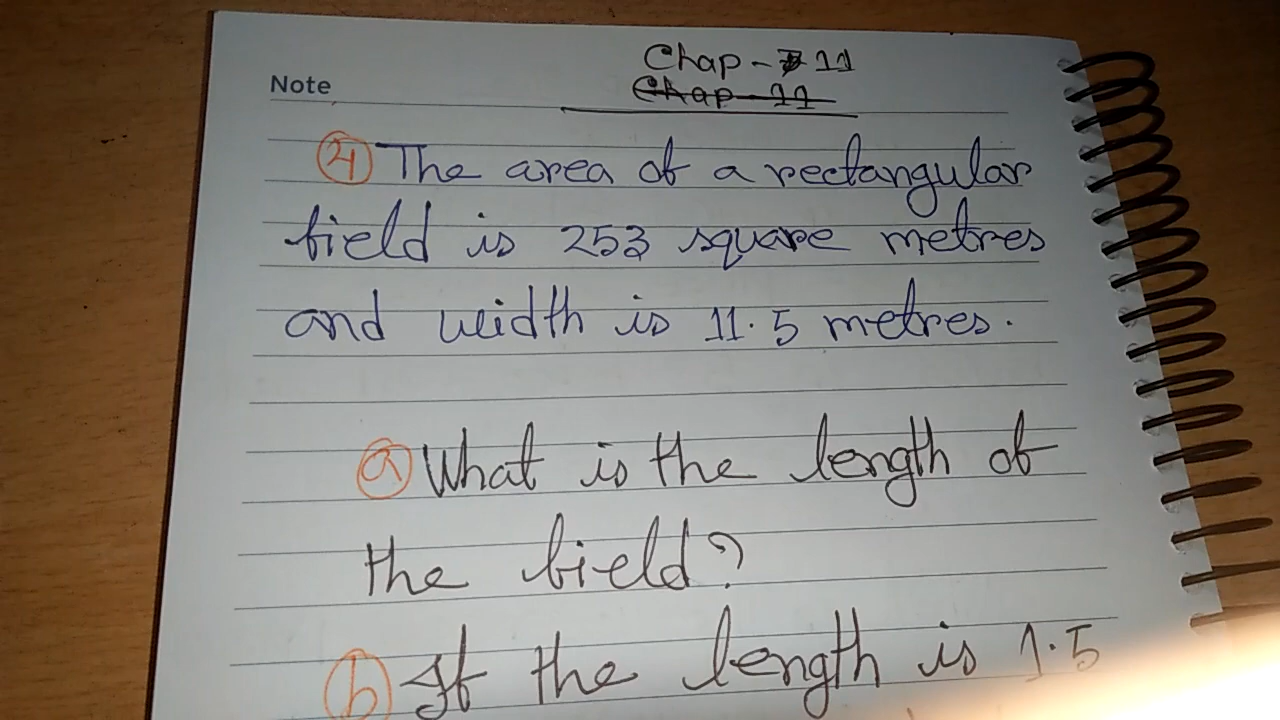 Note
Chap-11
Chap-11
4 The area of a rectangular
field is 253 square metres
and width is 11.5 metres.
a What is the length of
the field?
b If the length is 1.5